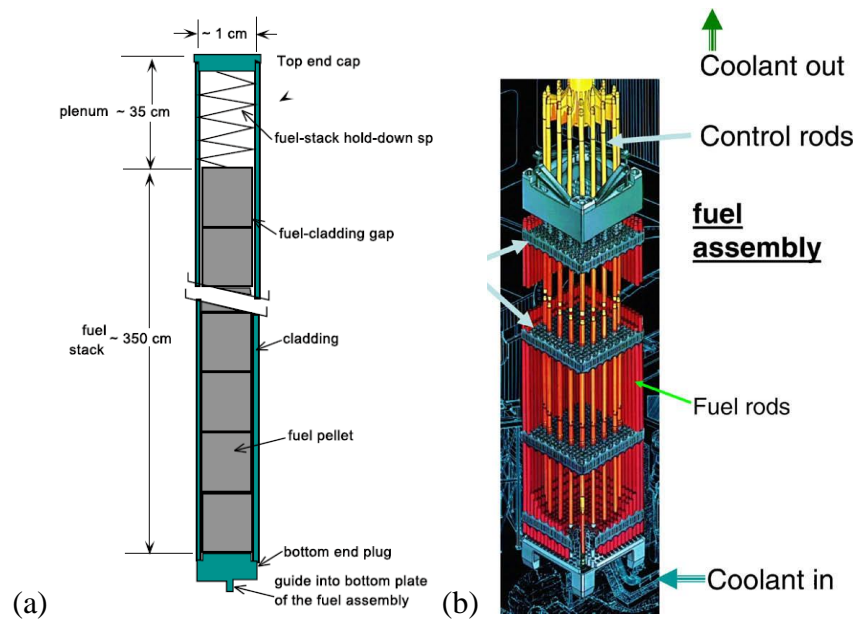 ~ 1 cm
Top end cap
plenum ~ 35 cm
fuel-stack hold-down sp
fuel-cladding gap
fuel
stack
~ 350 cm
cladding
fuel pellet
bottom end plug
guide into bottom plate
of the fuel assembly
(a)
Coolant out
Control rods
fuel
assembly
Fuel rods
Coolant in
(b)